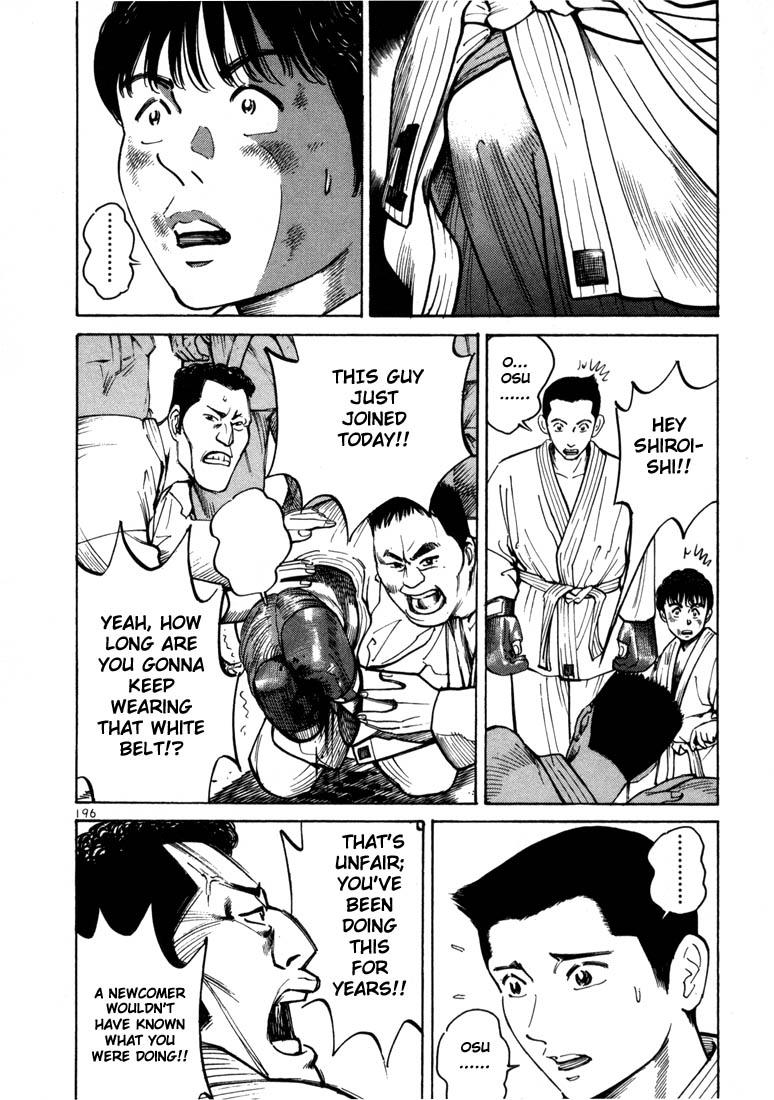 .........
O...
OSU
......
HEY
SHIROI-
SHI!!
THIS GUY
JUST
JOINED
TODAY!!
YEAH, HOW
LONG ARE
YOU GONNA
KEEP
WEARING
THAT WHITE
BELT!?
196
.........
OSU
......
THAT'S
UNFAIR;
YOU'VE
BEEN
DOING
THIS
FOR
YEARS!!
A NEWCOMER
WOULDN'T
HAVE KNOWN
WHAT YOU
WERE DOING!!